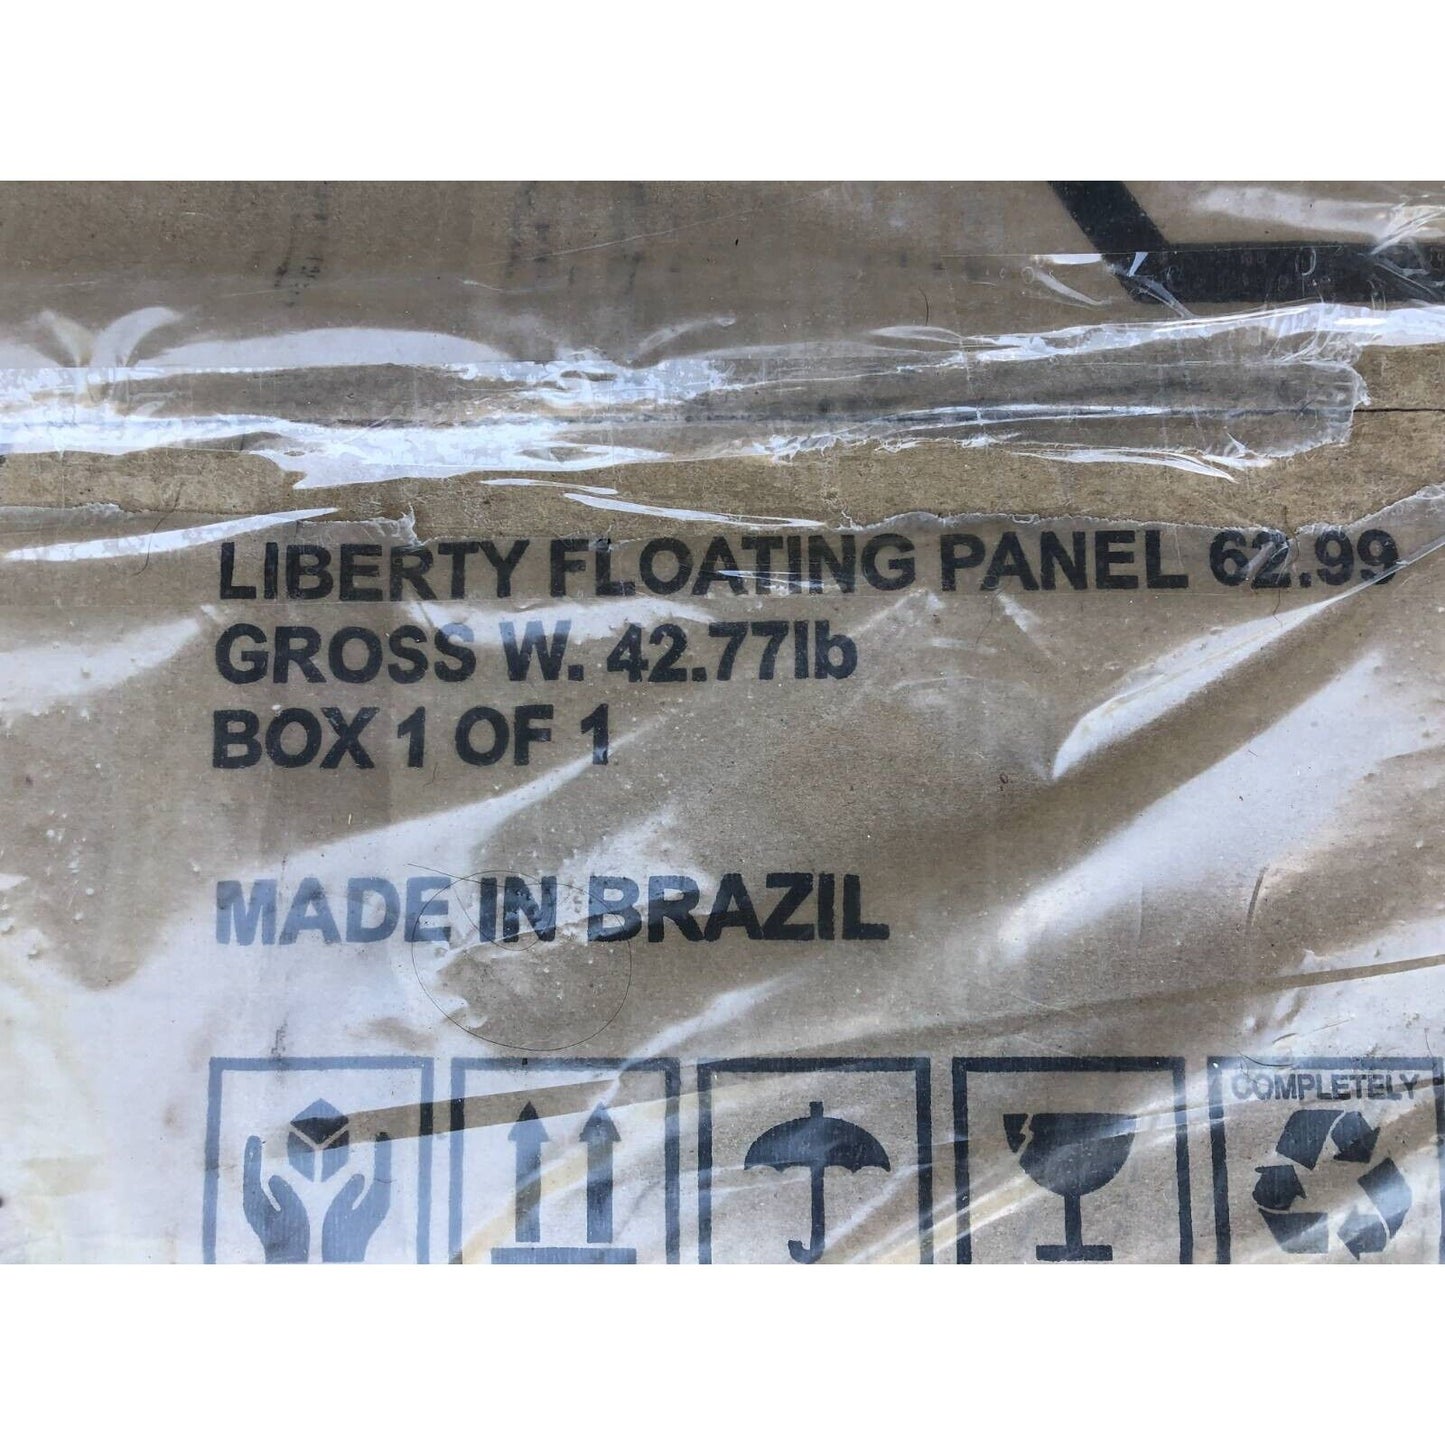 LIBERTY FLOATING PANEL 62.99
GROSS W. 42.77lb
BOX 1 OF 1
MADE IN BRAZIL
COMPLETELY